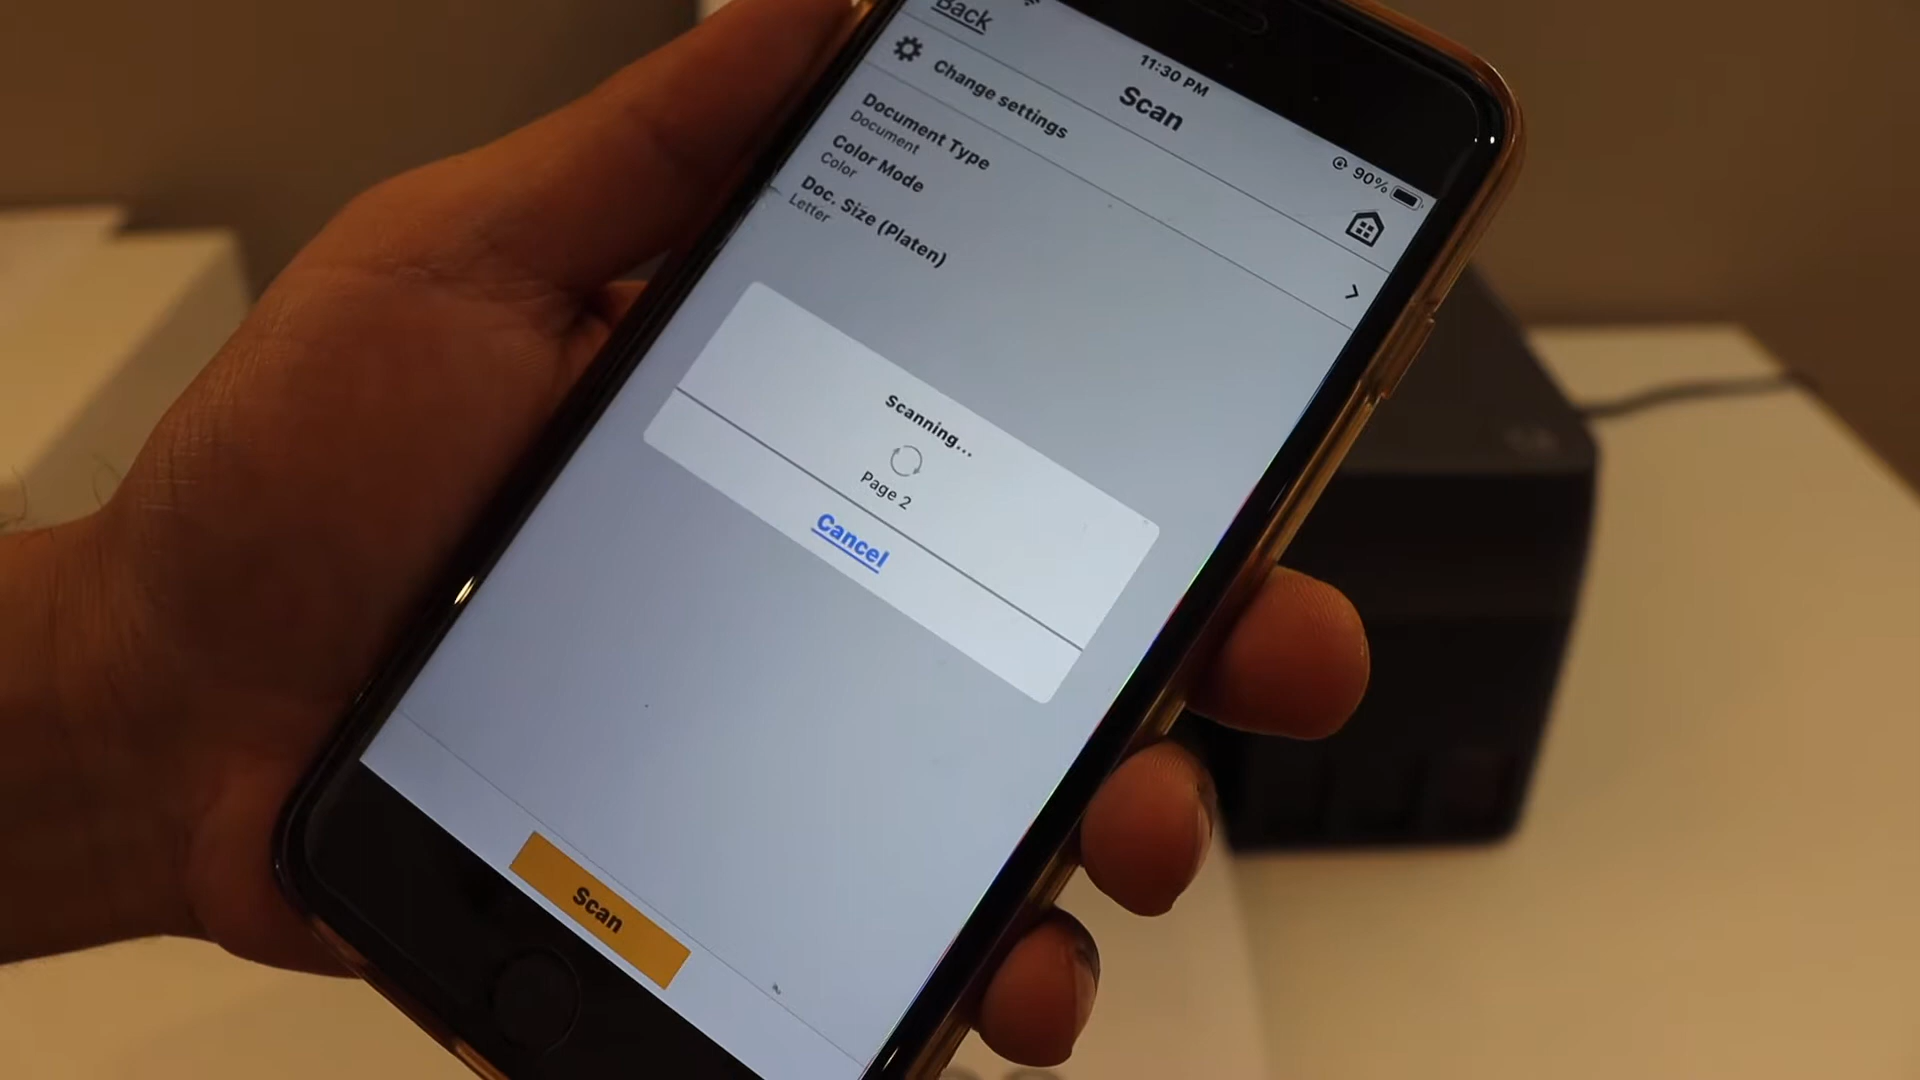 11:30 PM
90%
Back
Scan
Change settings
Document Type
Document
Color Mode
Color
Doc. Size (Platen)
Letter
Scanning...
Page 2
Cancel
Scan